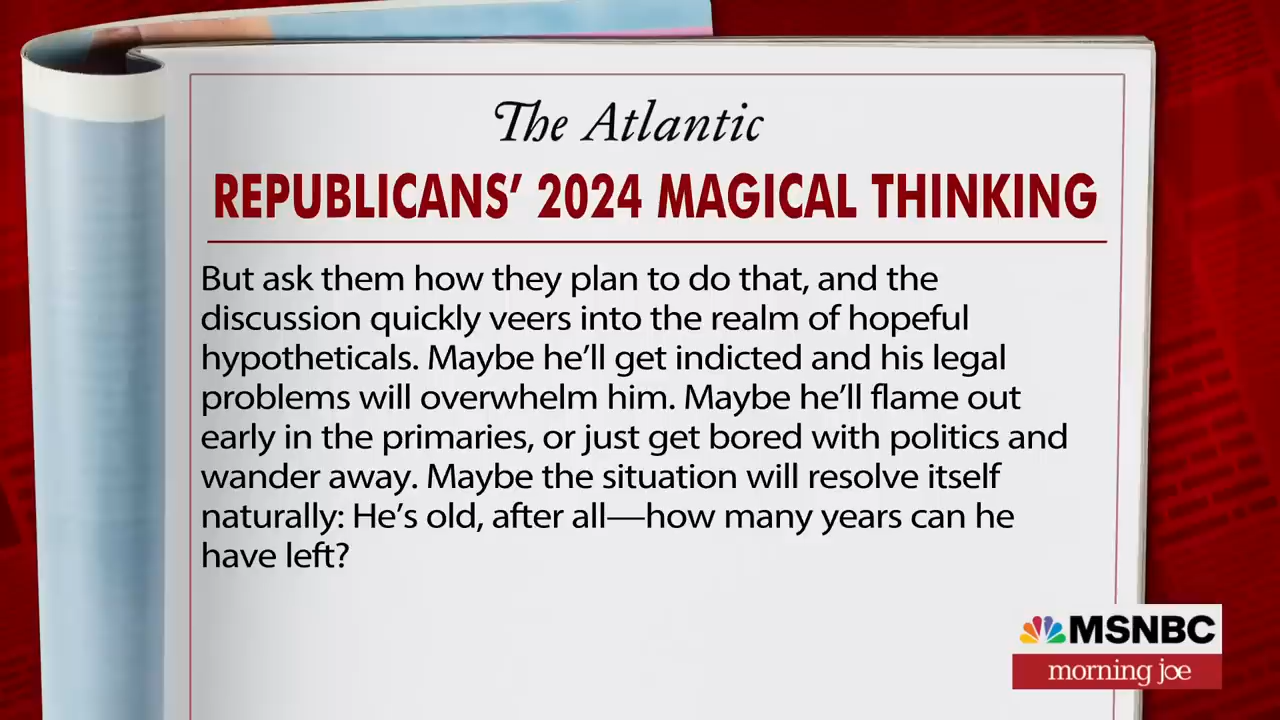 The Atlantic
REPUBLICANS’ 2024 MAGICAL THINKING
But ask them how they plan to do that, and the
discussion quickly veers into the realm of hopeful
hypotheticals. Maybe he’ll get indicted and his legal
problems will overwhelm him. Maybe he’ll flame out
early in the primaries, or just get bored with politics and
wander away. Maybe the situation will resolve itself
naturally: He’s old, after all—how many years can he
have left?
MSNBC
morning joe